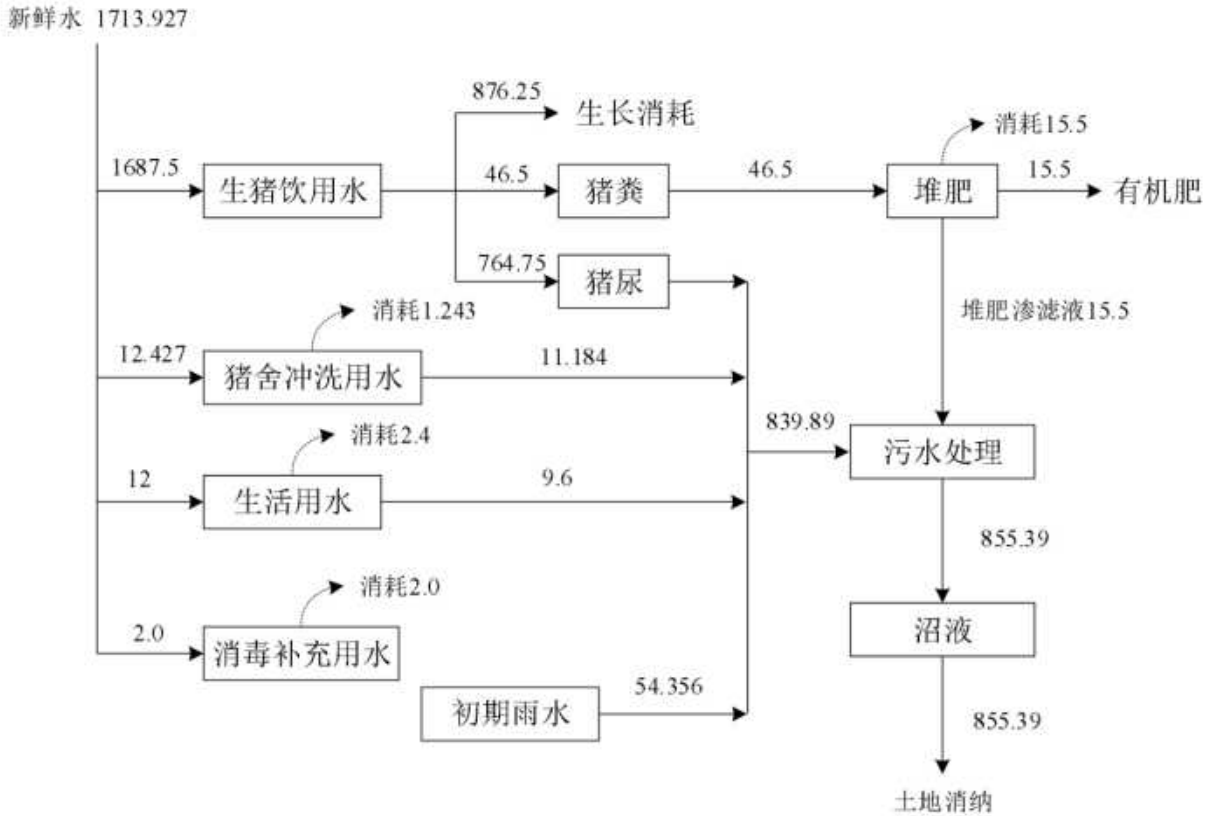 新鲜水 1713.927
876.25
生长消耗
消耗15.5
1687.5
生猪饮用水
46.5
猪粪
46.5
堆肥
15.5
有机肥
764.75
猪尿
消耗1.243
堆肥渗滤液15.5
12.427
猪舍冲洗用水
11.184
消耗2.4
839.89
污水处理
12
生活用水
9.6
855.39
消耗2.0
沼液
2.0
消毒补充用水
54.356
初期雨水
855.39
土地消纳